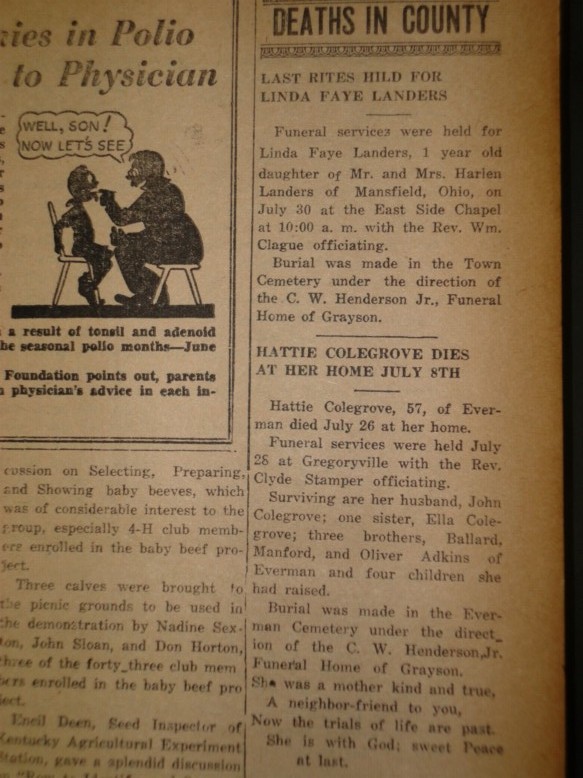 ies in Polio
to Physician
WELL, SON!
NOW LET'S SEE
a result of tonsil and adenoid
he seasonal polio months—June
Foundation points out, parents
physician's advice in each in-
cussion on Selecting, Preparing,
and Showing baby beeves, which
was of considerable interest to the
group, especially 4-H club memb-
ers enrolled in the baby beef pro-
ject.
Three calves were brought to
the picnic grounds to be used in
the demonstration by Nadine Sex-
ton, John Sloan, and Don Horton,
three of the forty-three club mem
bers enrolled in the baby beef pro
ject.
Encil Deen, Seed Inspector of
Kentucky Agricultural Experiment
Station, gave a splendid discussion
DEATHS IN COUNTY
LAST RITES HILD FOR
LINDA FAYE LANDERS
Funeral services were held for
Linda Faye Landers, 1 year old
daughter of Mr. and Mrs. Harlen
Landers of Mansfield, Ohio, on
July 30 at the East Side Chapel
at 10:00 a. m. with the Rev. Wm.
Clague officiating.
Burial was made in the Town
Cemetery under the direction of
the C. W. Henderson Jr., Funeral
Home of Grayson.
HATTIE COLEGROVE DIES
AT HER HOME JULY 8TH
Hattie Colegrove, 57, of Ever-
man died July 26 at her home.
Funeral services were held July
28 at Gregoryville with the Rev.
Clyde Stamper officiating.
Surviving are her husband, John
Colegrove; one sister, Ella Cole-
grove; three brothers, Ballard,
Manford, and Oliver Adkins of
Everman and four children she
had raised.
Burial was made in the Ever-
man Cemetery under the direct_
ion of the C. W. Henderson,Jr.
Funeral Home of Grayson.
She was a mother kind and true,
A neighbor-friend to you,
Now the trials of life are past.
She is with God; sweet Peace
at last.